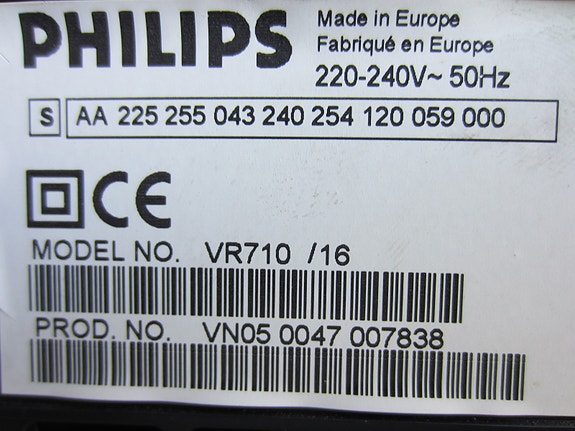 PHILIPS
Made in Europe
Fabriqué en Europe
220-240V~ 50Hz
S AA 225 255 043 240 254 120 059 000
CE
MODEL NO. VR710 /16
PROD. NO. VN05 0047 007838